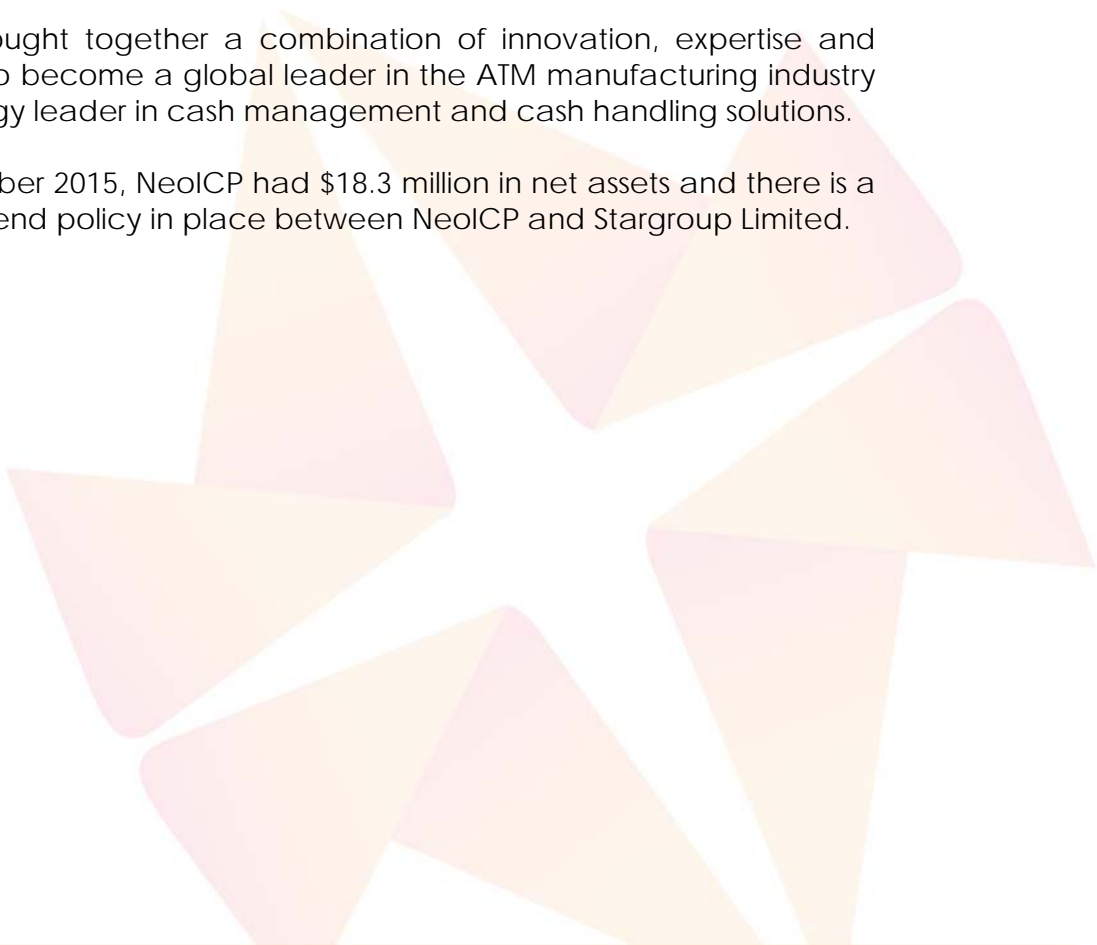 ought together a combination of innovation, expertise and
o become a global leader in the ATM manufacturing industry
gy leader in cash management and cash handling solutions.
ber 2015, NeoICP had $18.3 million in net assets and there is a
end policy in place between NeoICP and Stargroup Limited.